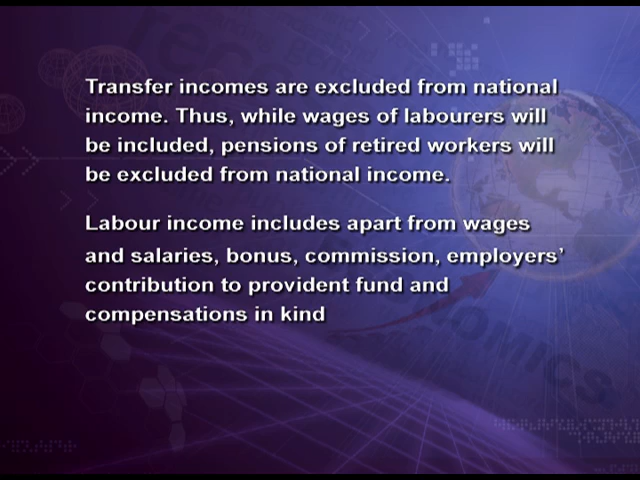 Transfer incomes are excluded from national
income. Thus, while wages of labourers will
be included, pensions of retired workers will
be excluded from national income.
Labour income includes apart from wages
and salaries, bonus, commission, employers'
contribution to provident fund and
compensations in kind
ECONOMICS